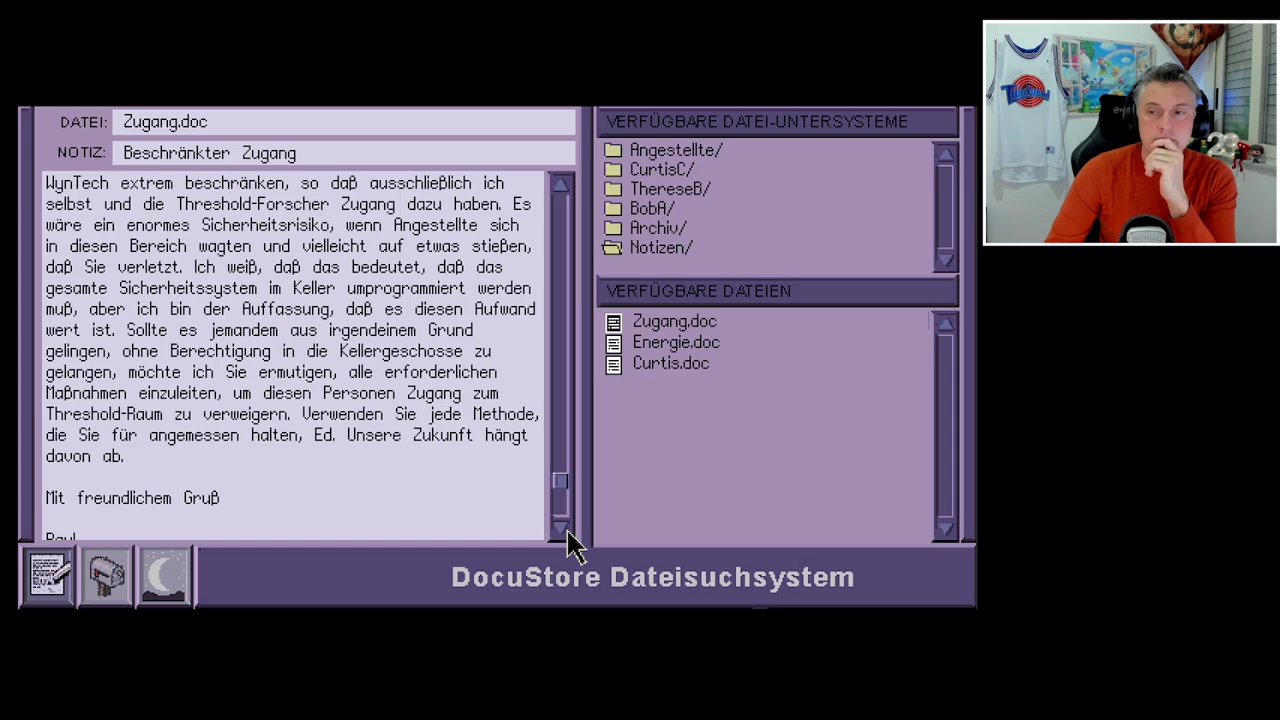 DATEI: Zugang.doc
NOTIZ: Beschränkter Zugang
WynTech extrem beschränken, so daß ausschließlich ich
selbst und die Threshold-Forscher Zugang dazu haben. Es
wäre ein enormes Sicherheitsrisiko, wenn Angestellte sich
in diesen Bereich wagten und vielleicht auf etwas stießen,
daß Sie verletzt. Ich weiß, daß das bedeutet, daß das
gesamte Sicherheitssystem im Keller umprogrammiert werden
muß, aber ich bin der Auffassung, daß es diesen Aufwand
wert ist. Sollte es jemandem aus irgendeinem Grund
gelingen, ohne Berechtigung in die Kellergeschosse zu
gelangen, möchte ich Sie ermutigen, alle erforderlichen
Maßnahmen einzuleiten, um diesen Personen Zugang zum
Threshold-Raum zu verweigern. Verwenden Sie jede Methode,
die Sie für angemessen halten, Ed. Unsere Zukunft hängt
davon ab.
Mit freundlichem Gruß
Paul
VERFÜGBARE DATEI-UNTERSYSTEME
Angestellte/
CurtisC/
ThereseB/
BobA/
Archiv/
Notizen/
VERFÜGBARE DATEIEN
Zugang.doc
Energie.doc
Curtis.doc
DocuStore Dateisuchsystem